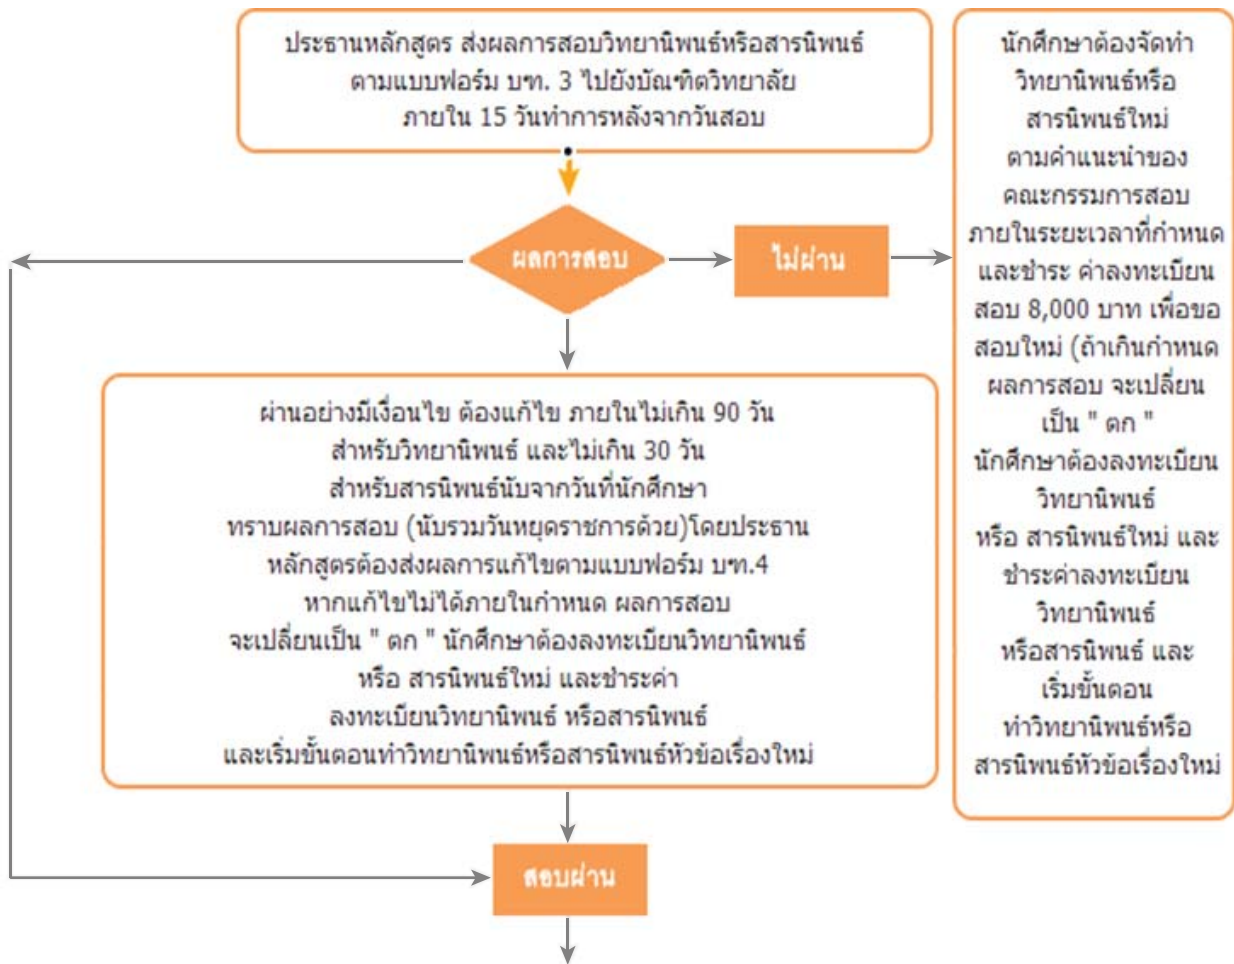 ประธานหลักสูตร ส่งผลการสอบวิทยานิพนธ์หรือสารนิพนธ์
ตามแบบฟอร์ม บฑ. 3 ไปยังบัณฑิตวิทยาลัย
ภายใน 15 วันทำการหลังจากวันสอบ
ผลการสอบ
ไม่ผ่าน
นักศึกษาต้องจัดทำ
วิทยานิพนธ์หรือ
สารนิพนธ์ใหม่
ตามคำแนะนำของ
คณะกรรมการสอบ
ภายในระยะเวลาที่กำหนด
และชำระ ค่าลงทะเบียน
สอบ 8,000 บาท เพื่อขอ
สอบใหม่ (ถ้าเกินกำหนด
ผลการสอบ จะเปลี่ยน
เป็น " ตก "
นักศึกษาต้องลงทะเบียน
วิทยานิพนธ์
หรือ สารนิพนธ์ใหม่ และ
ชำระค่าลงทะเบียน
วิทยานิพนธ์
หรือสารนิพนธ์ และ
เริ่มขั้นตอน
ทำวิทยานิพนธ์หรือ
สารนิพนธ์หัวข้อเรื่องใหม่
ผ่านอย่างมีเงื่อนไข ต้องแก้ไข ภายในไม่เกิน 90 วัน
สำหรับวิทยานิพนธ์ และไม่เกิน 30 วัน
สำหรับสารนิพนธ์นับจากวันที่นักศึกษา
ทราบผลการสอบ (นับรวมวันหยุดราชการด้วย)โดยประธาน
หลักสูตรต้องส่งผลการแก้ไขตามแบบฟอร์ม บฑ.4
หากแก้ไขไม่ได้ภายในกำหนด ผลการสอบ
จะเปลี่ยนเป็น " ตก " นักศึกษาต้องลงทะเบียนวิทยานิพนธ์
หรือ สารนิพนธ์ใหม่ และชำระค่า
ลงทะเบียนวิทยานิพนธ์ หรือสารนิพนธ์
และเริ่มขั้นตอนทำวิทยานิพนธ์หรือสารนิพนธ์หัวข้อเรื่องใหม่
สอบผ่าน